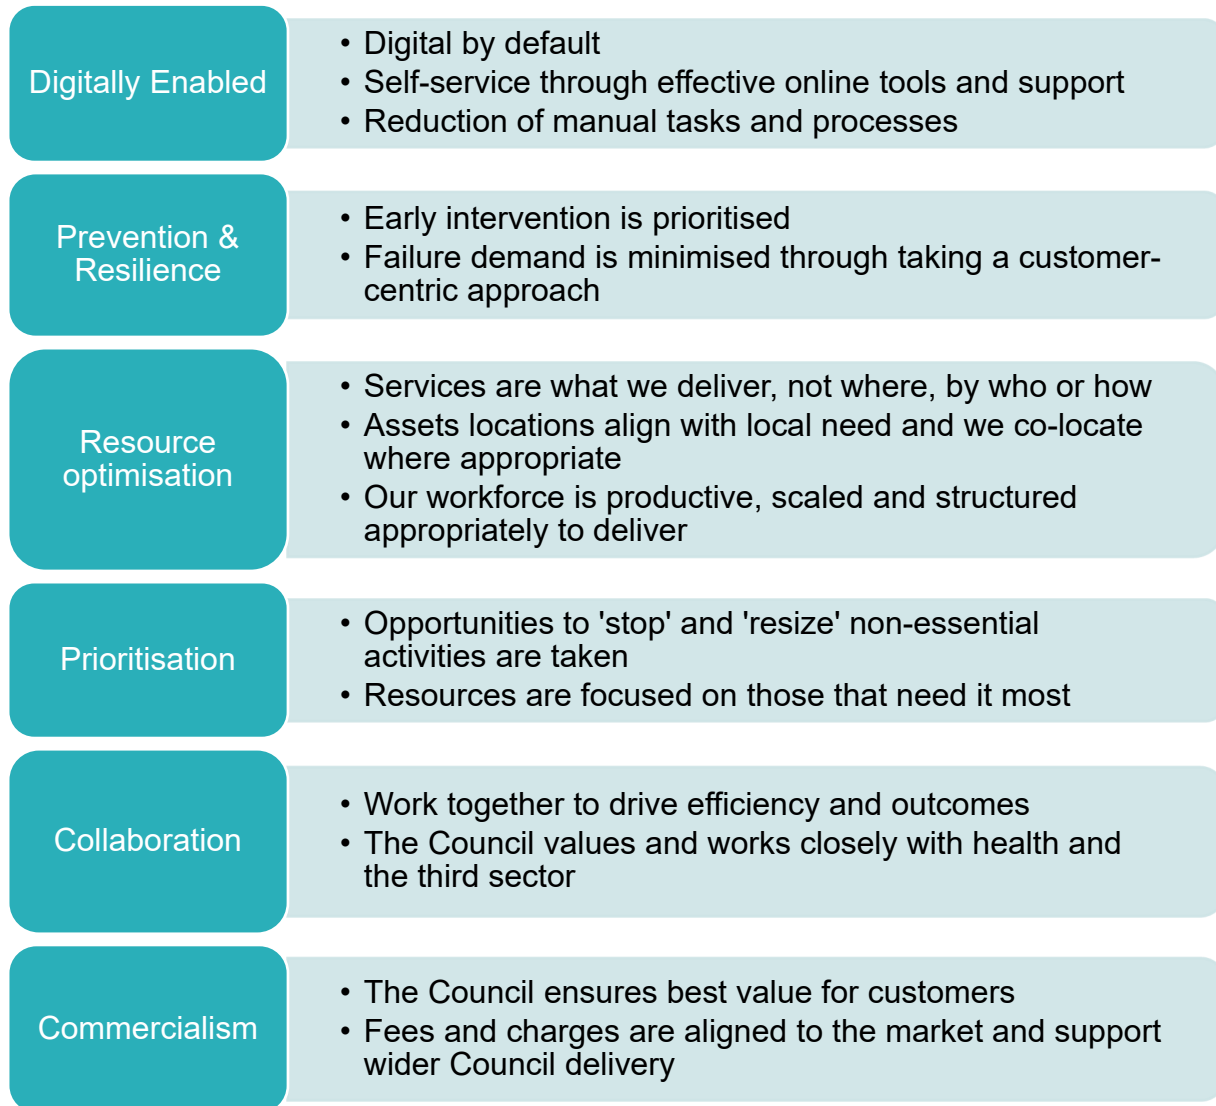 Digitally Enabled
• Digital by default
• Self-service through effective online tools and support
• Reduction of manual tasks and processes
Prevention &
Resilience
• Early intervention is prioritised
• Failure demand is minimised through taking a customer-
centric approach
Resource
optimisation
• Services are what we deliver, not where, by who or how
• Assets locations align with local need and we co-locate
where appropriate
• Our workforce is productive, scaled and structured
appropriately to deliver
Prioritisation
• Opportunities to 'stop' and 'resize' non-essential
activities are taken
• Resources are focused on those that need it most
Collaboration
• Work together to drive efficiency and outcomes
• The Council values and works closely with health and
the third sector
Commercialism
• The Council ensures best value for customers
• Fees and charges are aligned to the market and support
wider Council delivery